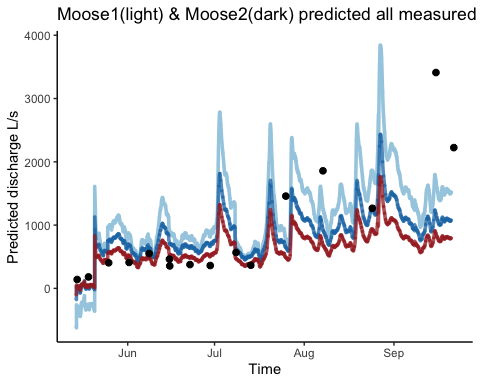 Moose1(light) & Moose2(dark) predicted all measured
Predicted discharge L/s
4000
3000
2000
1000
0
Jun
Jul
Aug
Sep
Time